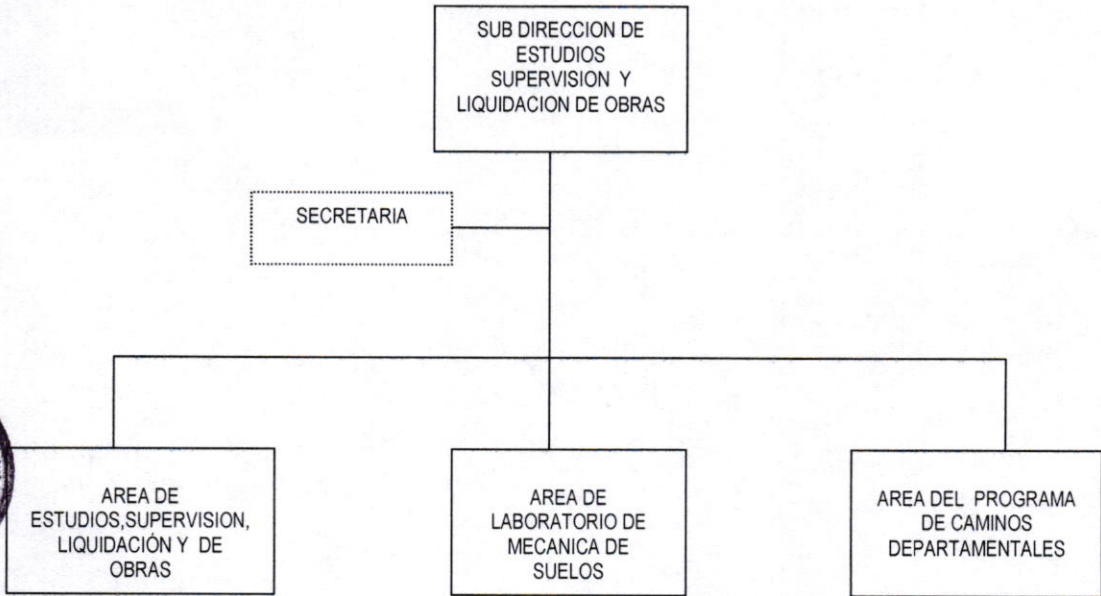 SUB DIRECCION DE
ESTUDIOS
SUPERVISION Y
LIQUIDACION DE OBRAS
SECRETARIA
AREA DE
ESTUDIOS,SUPERVISION,
LIQUIDACIÓN Y DE
OBRAS
AREA DE
LABORATORIO DE
MECANICA DE
SUELOS
AREA DEL PROGRAMA
DE CAMINOS
DEPARTAMENTALES